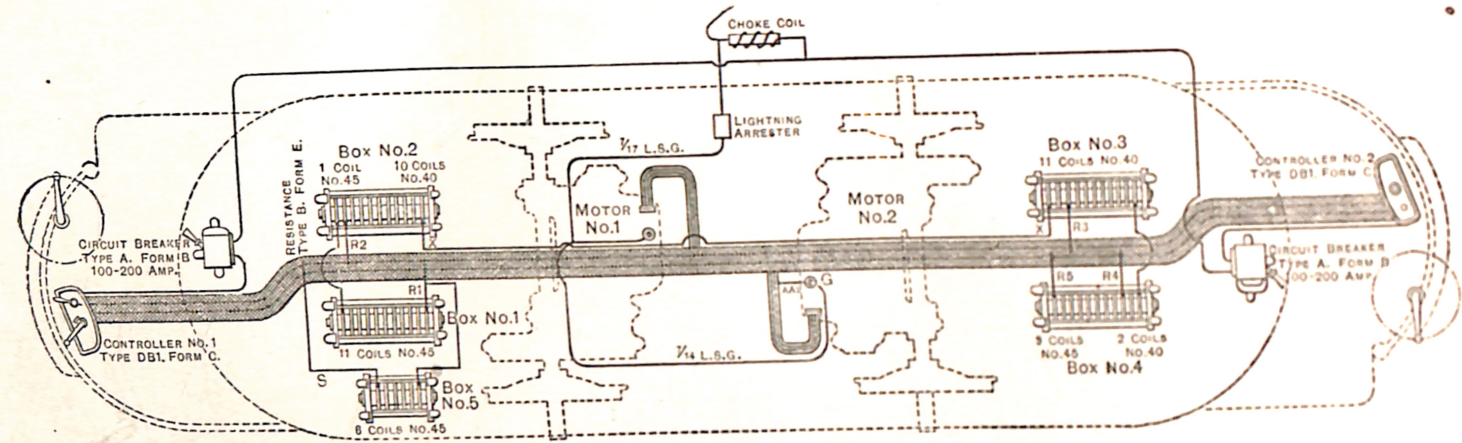 CHOKE COIL
LIGHTNING
ARRESTER
7/17 L.S.G.
RESISTANCE
TYPE B. FORM E.
Box No.2
1 COIL
NO.45
10 COILS
NO.40
R2
X
MOTOR
No.1
MOTOR
No.2
Box No.3
11 COILS NO.40
X
R3
CONTROLLER NO.2
TYPE DB1. FORM C.
CIRCUIT BREAKER
TYPE A. FORM B
100-200 AMP.
CIRCUIT BREAKER
TYPE A. FORM B
100-200 AMP.
R1
Box No.1
11 COILS NO.45
R5
R4
COILS
NO.45
2 COILS
NO.40
Box No.4
G
7/14 L.S.G.
CONTROLLER NO.1
TYPE DB1, FORM C.
S
Box
No.5
6 COILS NO.45